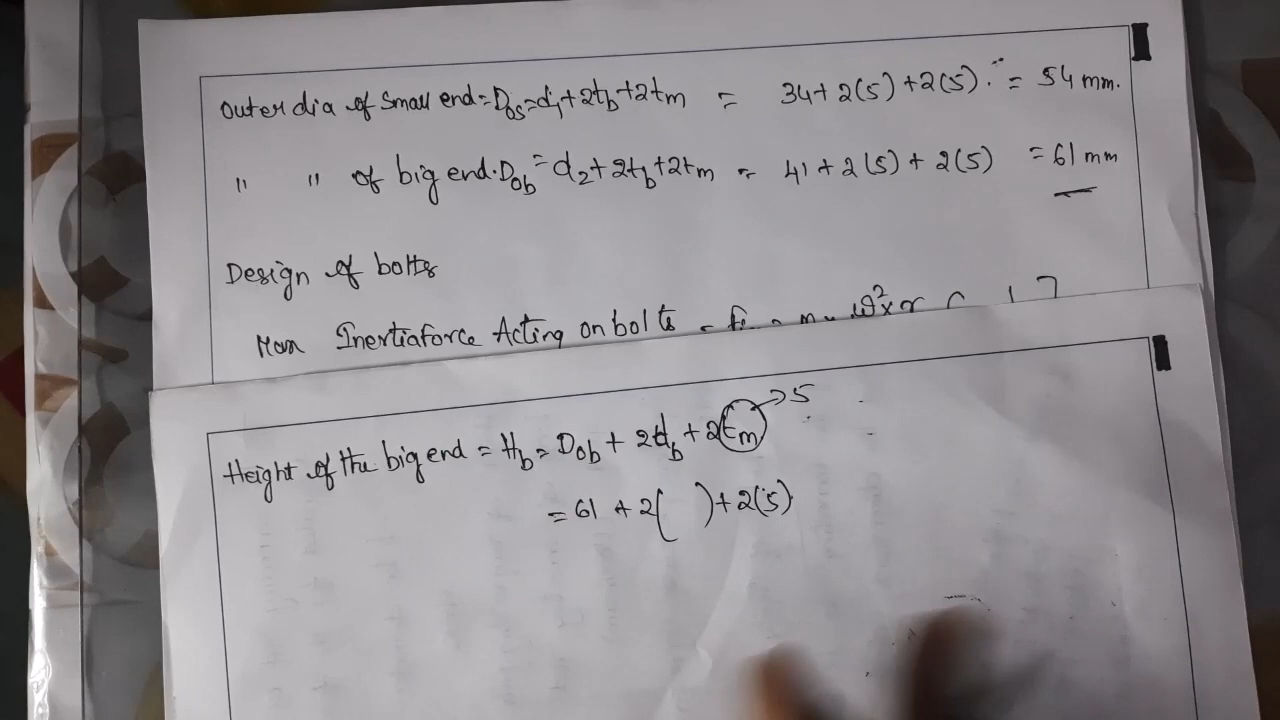 Outer dia of Small end = Dos = d1 + 2tb + 2tm = 34 + 2(5) + 2(5) = 54 mm.
" " of big end. Dob = d2 + 2tb + 2tm = 41 + 2(5) + 2(5) = 61 mm
Design of bolts
Max Inertia force Acting on bolts
Height of the big end = Hb = Dob + 2db + 2tm → 5
= 61 + 2( ) + 2(5)